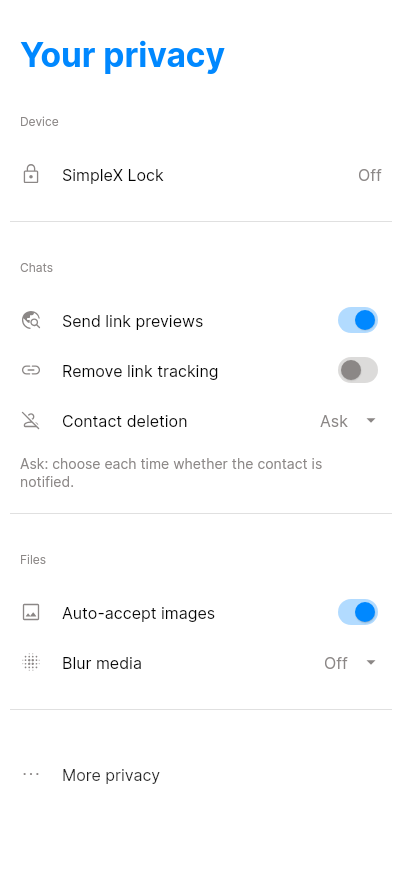 Your privacy
Device
SimpleX Lock Off
Chats
Send link previews
Remove link tracking
Contact deletion Ask
Ask: choose each time whether the contact is
notified.
Files
Auto-accept images
Blur media Off
More privacy